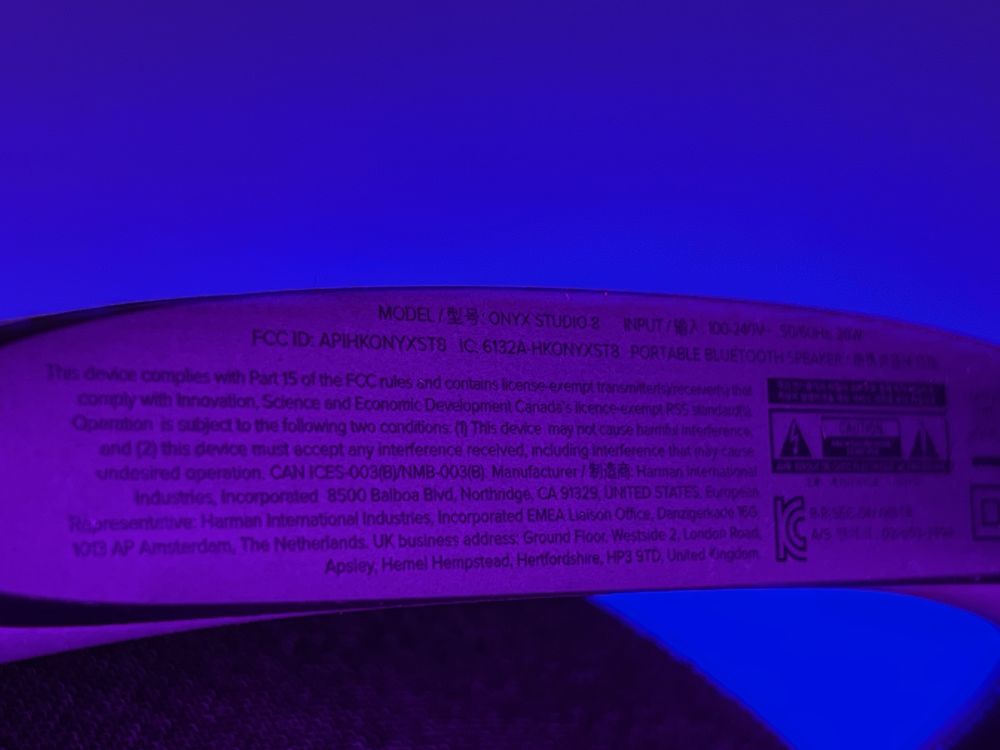 MODEL / 型号: ONYX STUDIO 8 INPUT / 输入 100-240V~ 50/60Hz,
FCC ID: APIHKONYXST8 IC: 6132A-HKONYXST8 PORTABLE BLUETOOTH SPEAKER /
This device complies with Part 15 of the FCC rules and contains license-exempt transmitter(s)/receiver(s) that
comply with Innovation, Science and Economic Development Canada's licence-exempt RSS standard(s).
Operation is subject to the following two conditions: (1) This device may not cause harmful interference,
and (2) this device must accept any interference received, including interference that may cause
undesired operation. CAN ICES-003(B)/NMB-003(B). Manufacturer / 制造商: Harman International
Industries, Incorporated 8500 Balboa Blvd, Northridge, CA 91329, UNITED STATES, European
Representative: Harman International Industries, Incorporated EMEA Liaison Office, Danzigerkade 16G,
1013 AP Amsterdam, The Netherlands. UK business address: Ground Floor, Westside 2, London Road,
Apsley, Hemel Hempstead, Hertfordshire, HP3 9TD, United Kingdom.
CAUTION